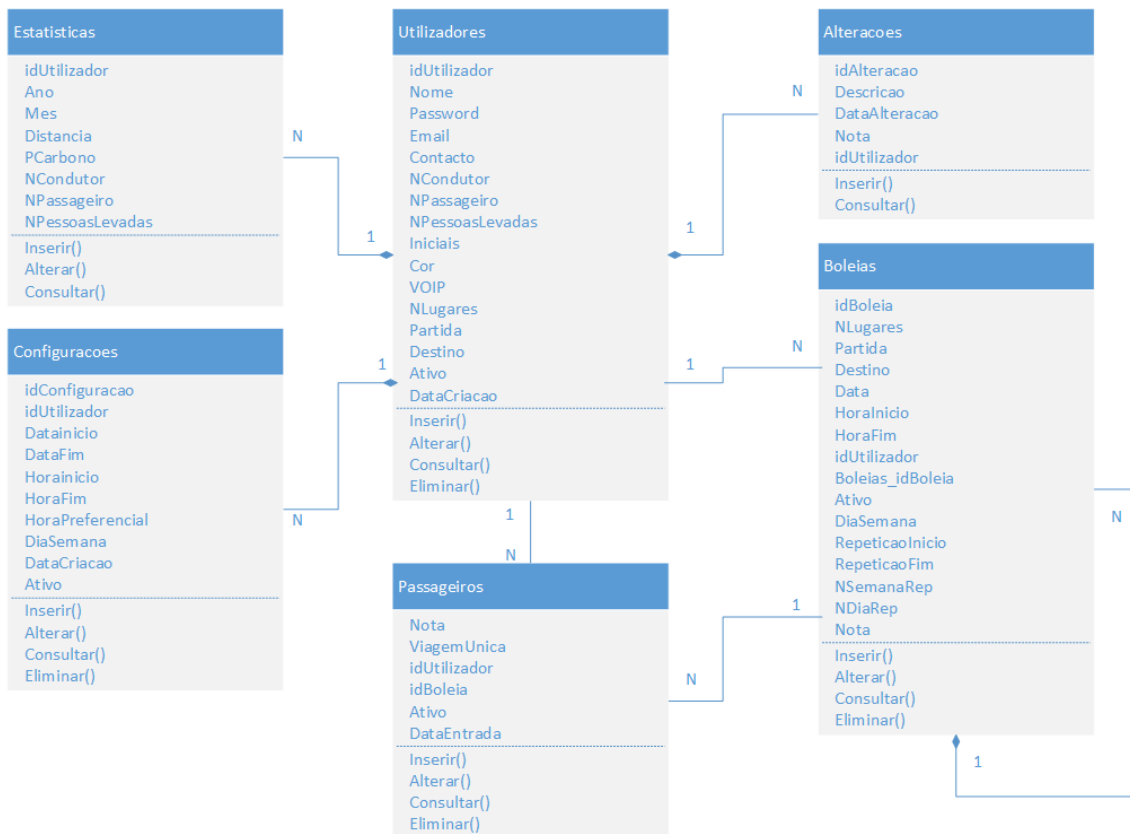 Estatisticas
idUtilizador
Ano
Mes
Distancia
PCarbono
NCondutor
NPassageiro
NPessoasLevadas
Inserir()
Alterar()
Consultar()
N
1
Utilizadores
idUtilizador
Nome
Password
Email
Contacto
NCondutor
NPassageiro
NPessoasLevadas
Iniciais
Cor
VOIP
NLugares
Partida
Destino
Ativo
DataCriacao
Inserir()
Alterar()
Consultar()
Eliminar()
N
1
Alteracoes
idAlteracao
Descricao
DataAlteracao
Nota
idUtilizador
Inserir()
Consultar()
Configuracoes
idConfiguracao
idUtilizador
Datainicio
DataFim
Horainicio
HoraFim
HoraPreferencial
DiaSemana
DataCriacao
Ativo
Inserir()
Alterar()
Consultar()
Eliminar()
1
N
1
N
Passageiros
Nota
ViagemUnica
idUtilizador
idBoleia
Ativo
DataEntrada
Inserir()
Alterar()
Consultar()
Eliminar()
1
N
1
N
Boleias
idBoleia
NLugares
Partida
Destino
Data
HoraInicio
HoraFim
idUtilizador
Boleias_idBoleia
Ativo
DiaSemana
RepeticaoInicio
RepeticaoFim
NSemanaRep
NDiaRep
Nota
Inserir()
Alterar()
Consultar()
Eliminar()
N
1